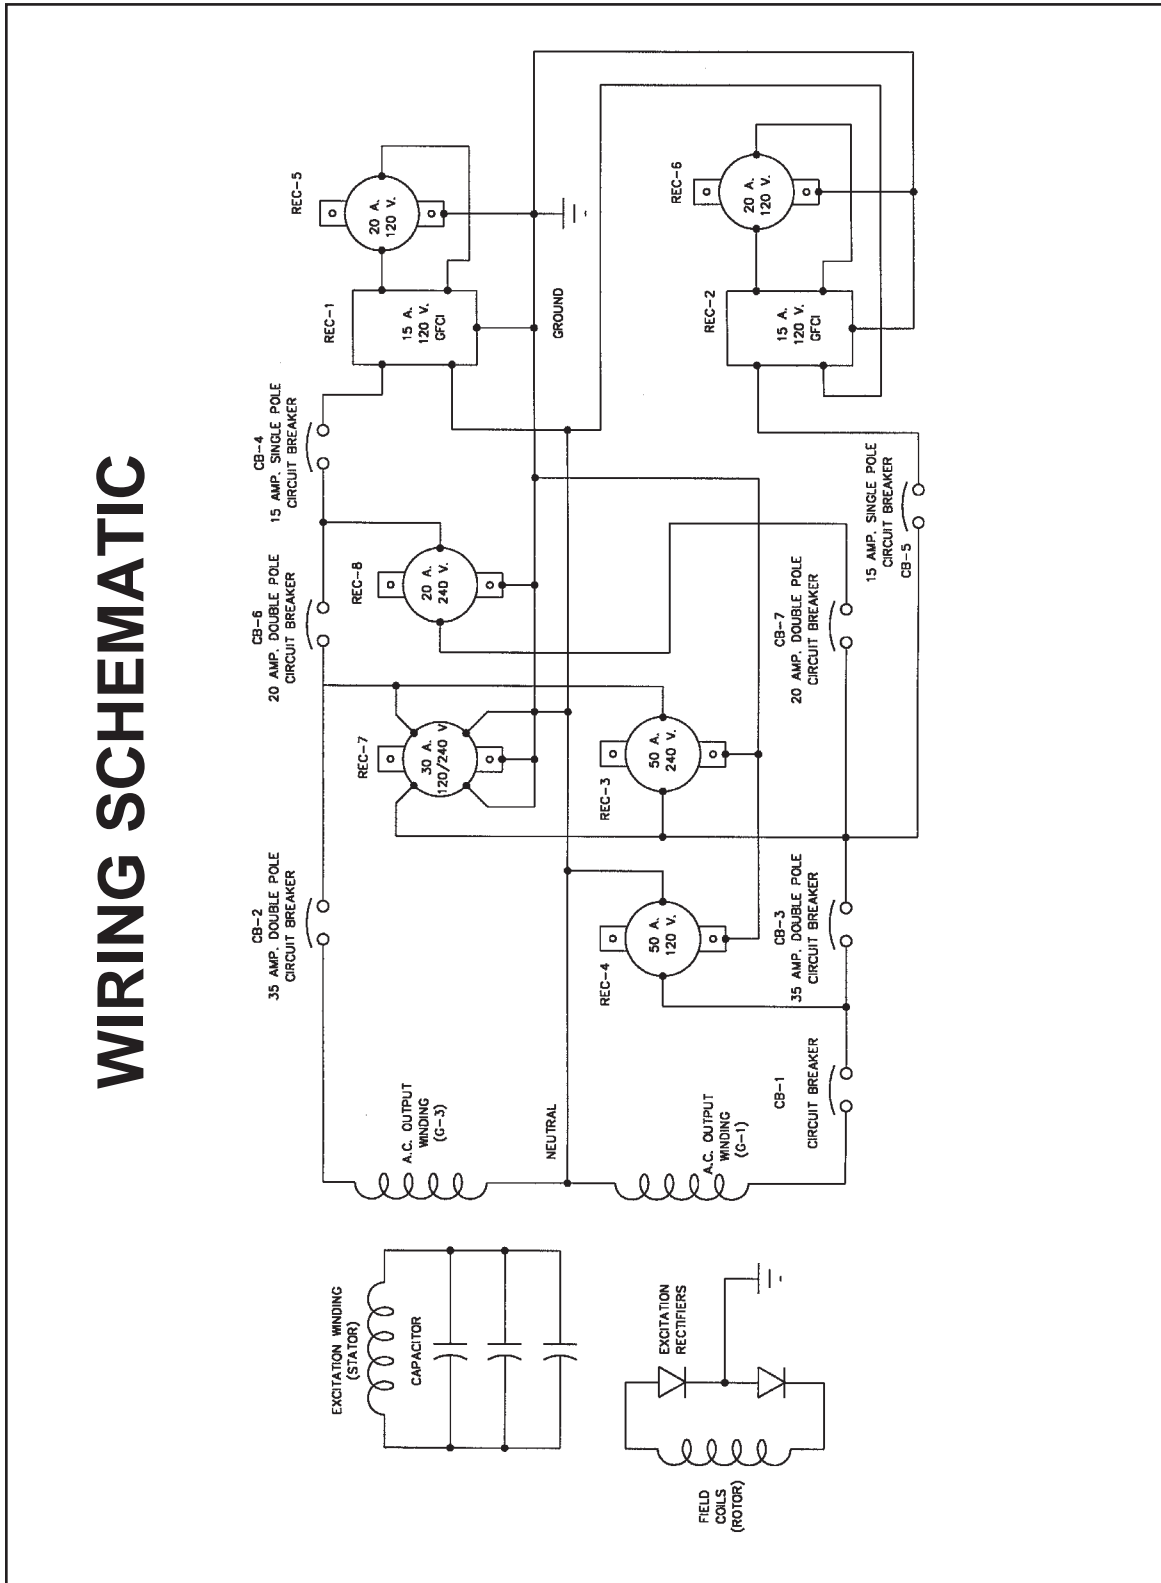 WIRING SCHEMATIC
EXCITATION WINDING
(STATOR)
CAPACITOR
FIELD
COILS
(ROTOR)
EXCITATION
RECTIFIERS
A.C. OUTPUT
WINDING
(G-3)
NEUTRAL
A.C. OUTPUT
WINDING
(G-1)
CB-1
CIRCUIT BREAKER
CB-2
35 AMP. DOUBLE POLE
CIRCUIT BREAKER
REC-4
50 A.
120 V.
CB-3
35 AMP. DOUBLE POLE
CIRCUIT BREAKER
REC-7
30 A.
120/240 V
REC-3
50 A.
240 V.
CB-6
20 AMP. DOUBLE POLE
CIRCUIT BREAKER
REC-8
20 A.
240 V.
CB-7
20 AMP. DOUBLE POLE
CIRCUIT BREAKER
CB-4
15 AMP. SINGLE POLE
CIRCUIT BREAKER
15 AMP. SINGLE POLE
CIRCUIT BREAKER
CB-5
REC-1
15 A.
120 V.
GFCI
GROUND
REC-2
15 A.
120 V.
GFCI
REC-5
20 A.
120 V.
REC-6
20 A.
120 V.